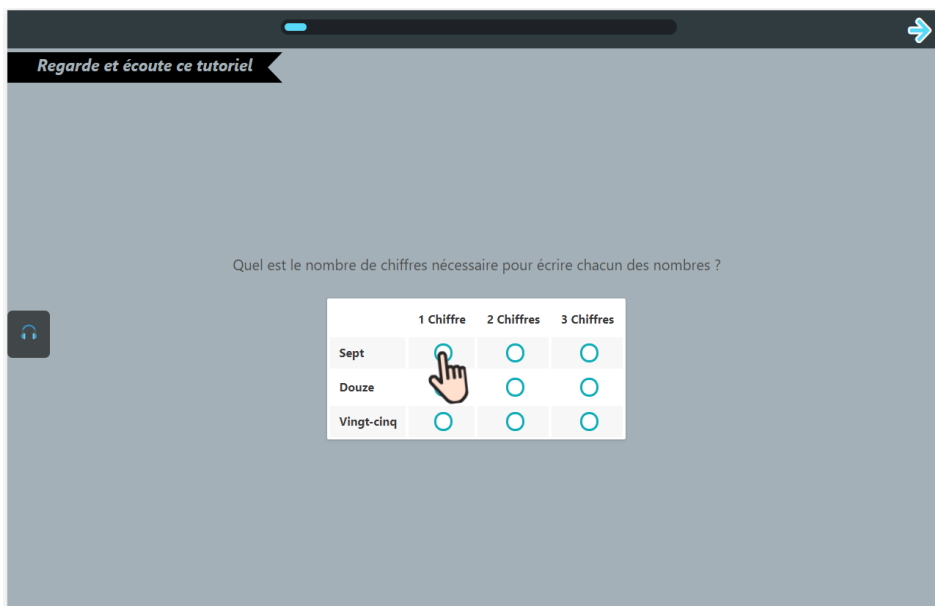 Regarde et écoute ce tutoriel
Quel est le nombre de chiffres nécessaire pour écrire chacun des nombres ?
1 Chiffre 2 Chiffres 3 Chiffres
Sept
Douze
Vingt-cinq